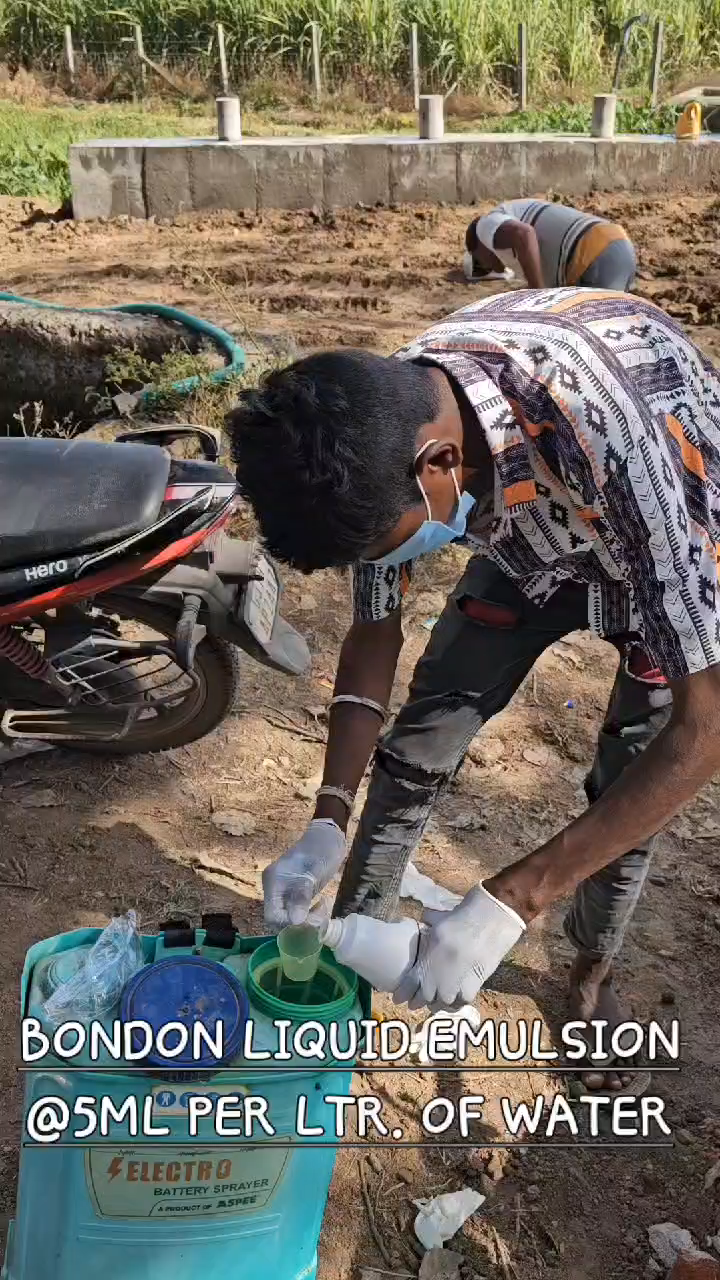 Hero
BONDON LIQUID EMULSION
@5ML PER LTR. OF WATER
ELECTRO
BATTERY SPRAYER
A PRODUCT OF ASPEE